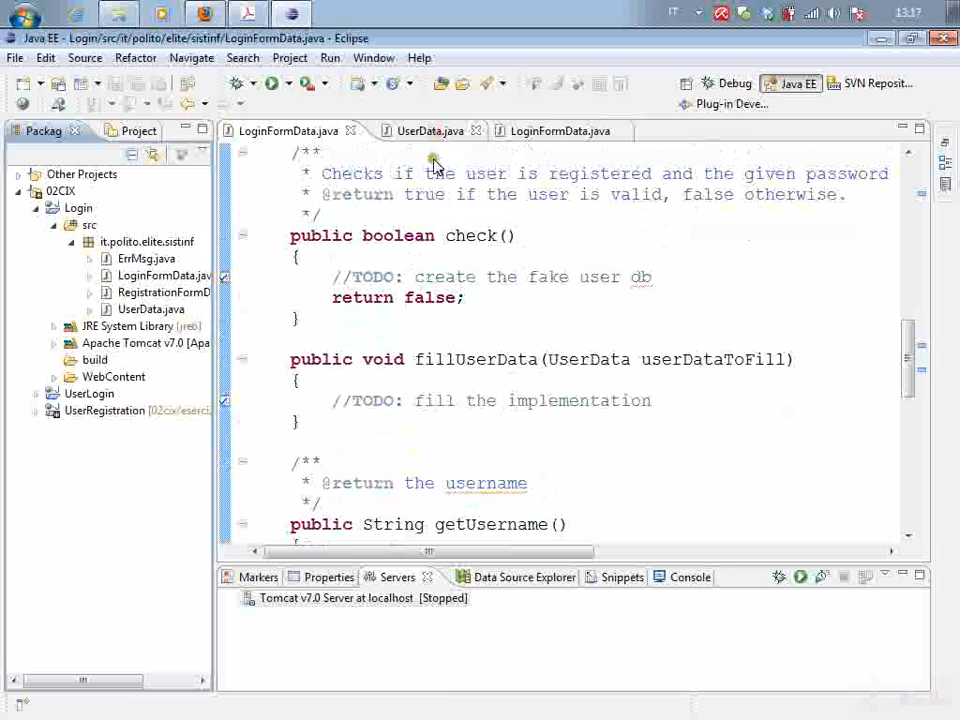 IT
13.17
Java EE - Login/src/it/polito/elite/sistinf/LoginFormData.java - Eclipse
File Edit Source Refactor Navigate Search Project Run Window Help
Debug Java EE SVN Reposit...
Plug-in Deve...
Packag Project
LoginFormData.java UserData.java LoginFormData.java
Other Projects
02CIX
Login
src
it.polito.elite.sistinf
ErrMsg.java
LoginFormData.jav
RegistrationFormD
UserData.java
JRE System Library (jre6)
Apache Tomcat v7.0 [Apa
build
WebContent
UserLogin
UserRegistration [02cix/eserci
/**
* Checks if the user is registered and the given password
* @return true if the user is valid, false otherwise.
*/
public boolean check()
{
//TODO: create the fake user db
return false;
}
public void fillUserData(UserData userDataToFill)
{
//TODO: fill the implementation
}
/**
* @return the username
*/
public String getUsername()
{
Markers Properties Servers Data Source Explorer Snippets Console
Tomcat v7.0 Server at localhost [Stopped]